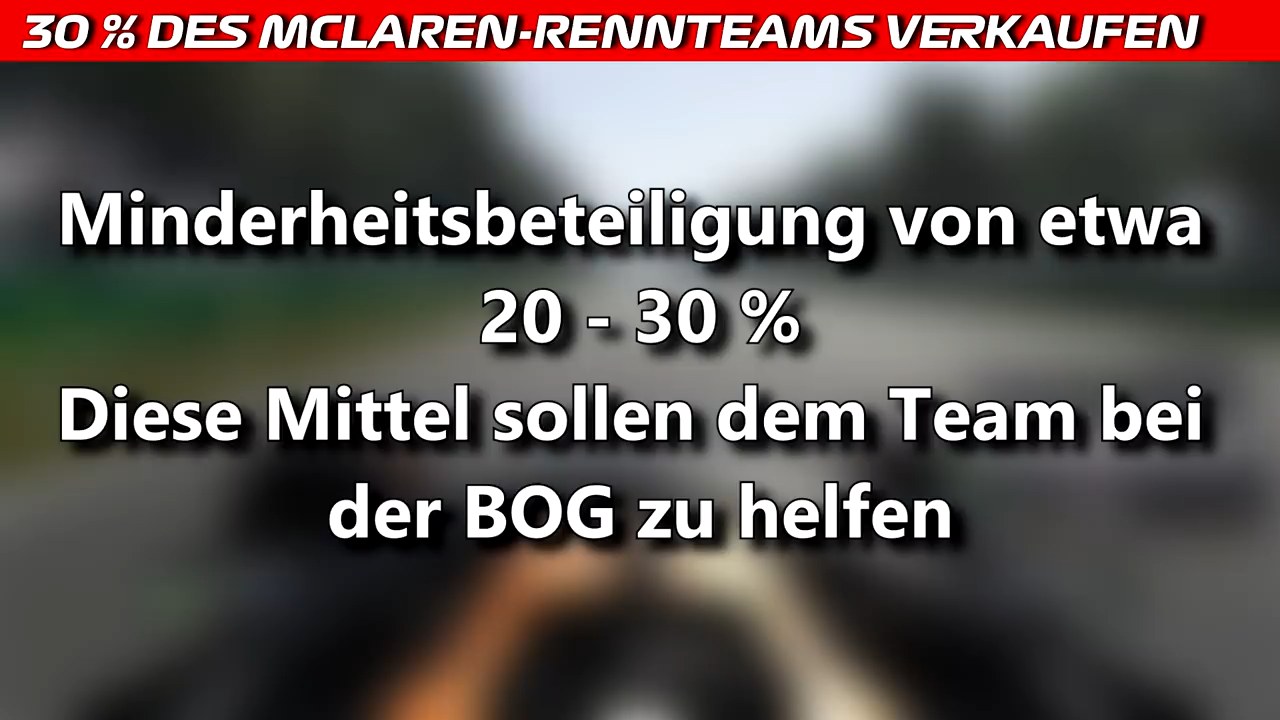 30 % DES MCLAREN-RENNTEAMS VERKAUFEN
Minderheitsbeteiligung von etwa
20 - 30 %
Diese Mittel sollen dem Team bei
der BOG zu helfen